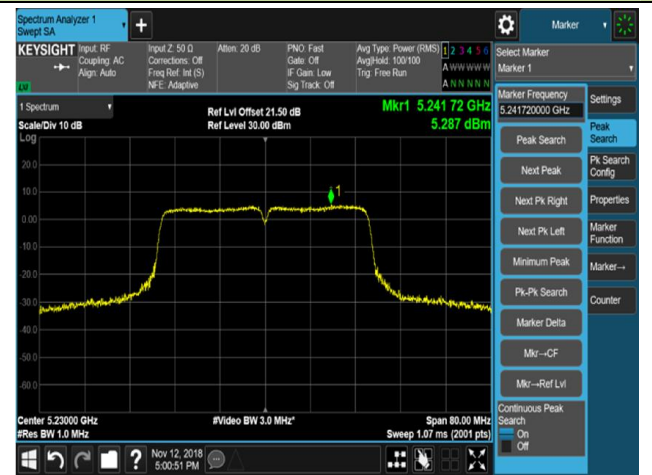 Spectrum Analyzer 1
Swept SA
Marker
KEYSIGHT
Input: RF
Coupling: AC
Align: Auto
Input Z: 50 Ω
Corrections: Off
Freq Ref: Int (S)
NFE: Adaptive
Atten: 20 dB
PNO: Fast
Gate: Off
IF Gain: Low
Sig Track: Off
Avg Type: Power (RMS)
Avg|Hold: 100/100
Trig: Free Run
1 2 3 4 5 6
A W W W W W
A N N N N N
Select Marker
Marker 1
1 Spectrum
Scale/Div 10 dB
Ref Lvl Offset 21.50 dB
Ref Level 30.00 dBm
Mkr1 5.241 72 GHz
5.287 dBm
Log
20.0
10.0
0.00
-10.0
-20.0
-30.0
-40.0
-50.0
-60.0
1
Center 5.23000 GHz
#Res BW 1.0 MHz
#Video BW 3.0 MHz*
Span 80.00 MHz
Sweep 1.07 ms (2001 pts)
Marker Frequency
5.241720000 GHz
Peak Search
Next Peak
Next Pk Right
Next Pk Left
Minimum Peak
Pk-Pk Search
Marker Delta
Mkr→CF
Mkr→Ref Lvl
Continuous Peak
Search
On
Off
Settings
Peak
Search
Pk Search
Config
Properties
Marker
Function
Marker→
Counter
?
Nov 12, 2018
5:00:51 PM